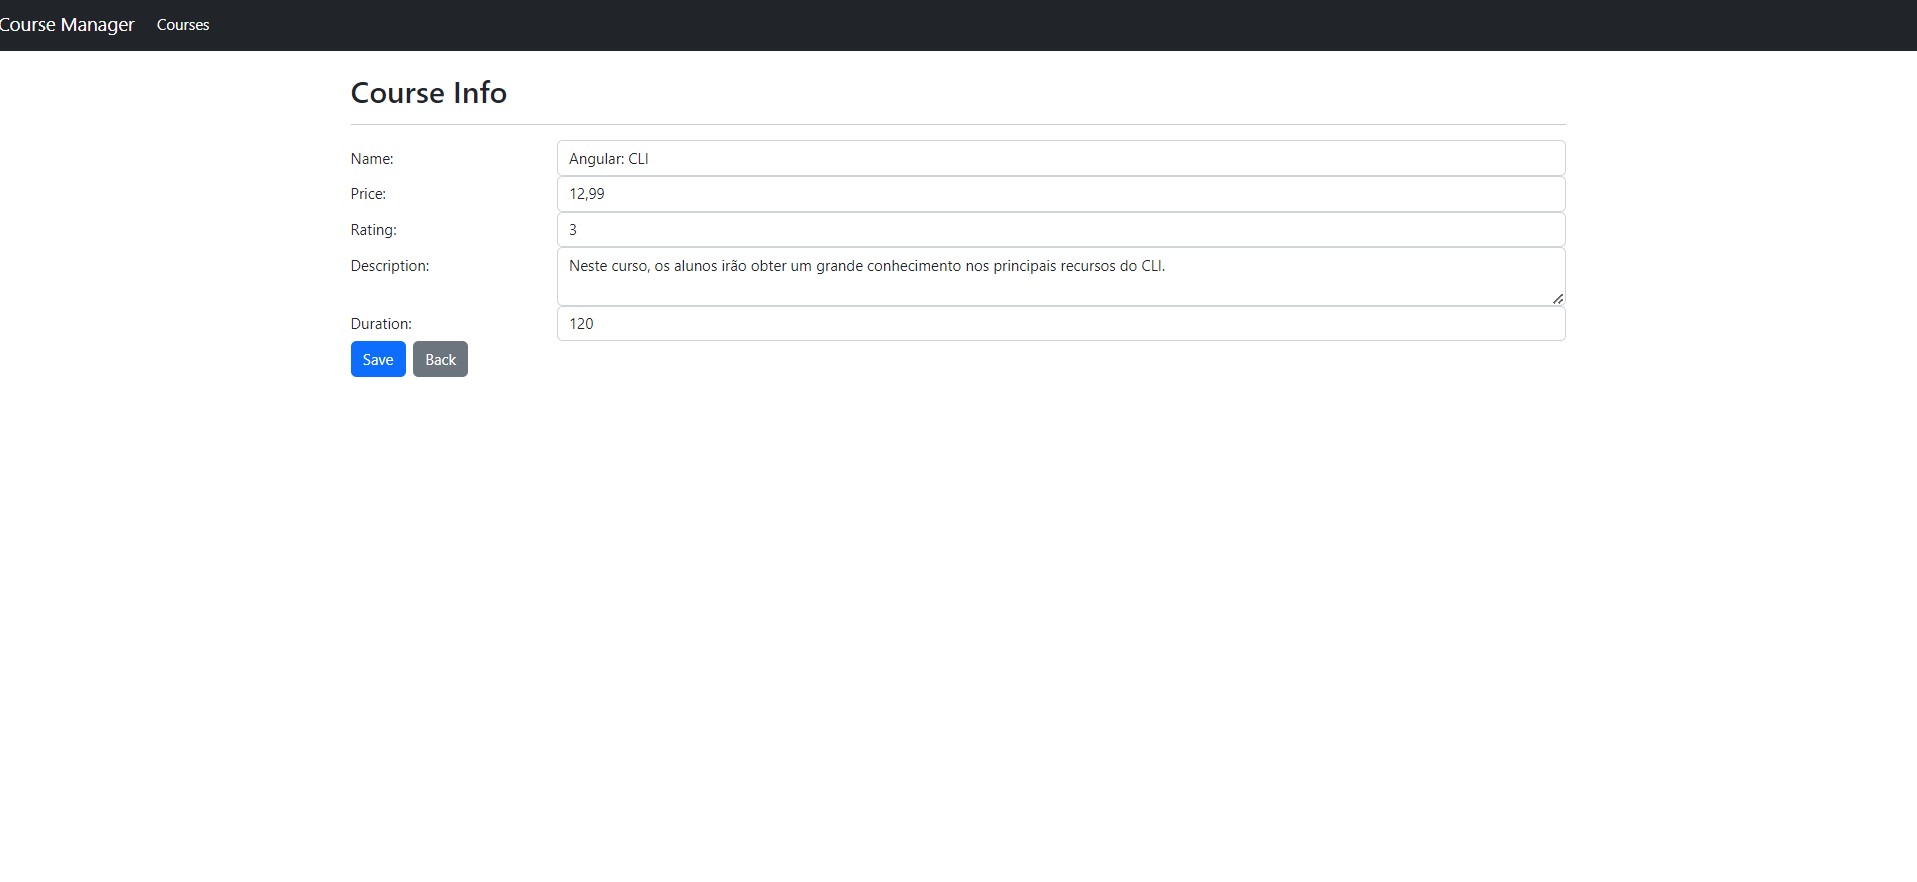 Course Manager Courses
Course Info
Name: Angular: CLI
Price: 12,99
Rating: 3
Description: Neste curso, os alunos irão obter um grande conhecimento nos principais recursos do CLI.
Duration: 120
Save Back